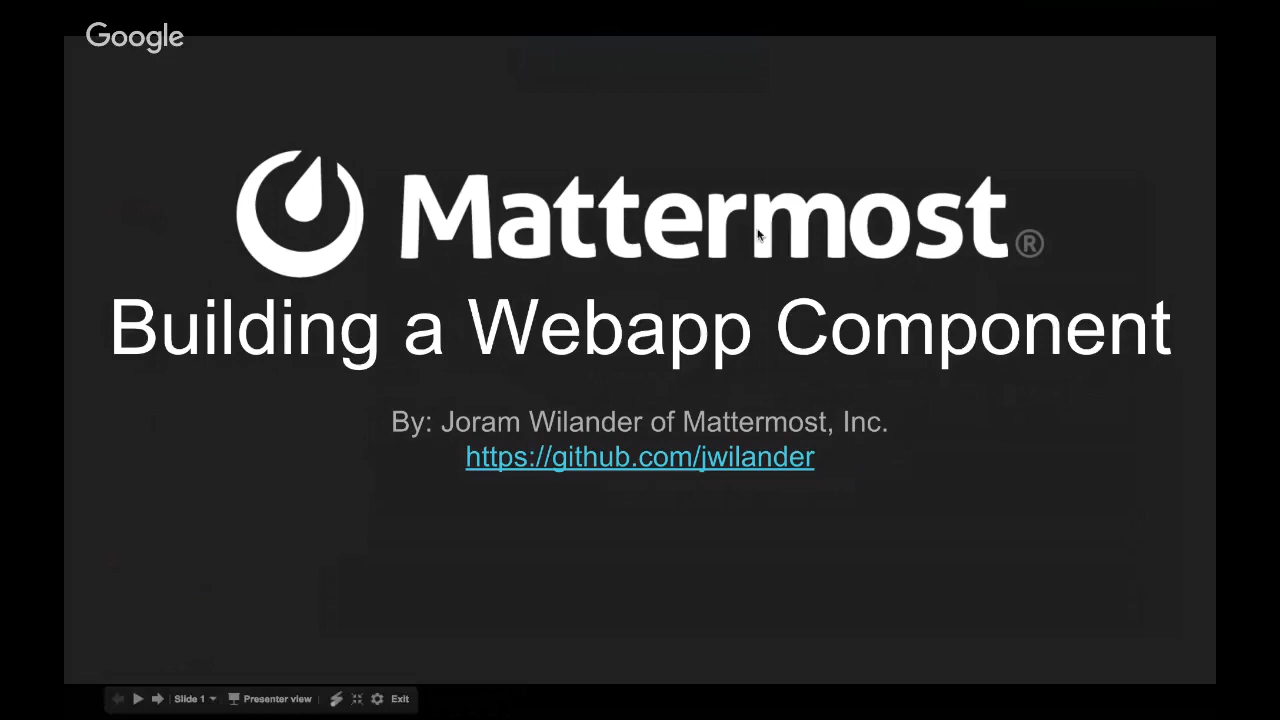 Google
Mattermost®
Building a Webapp Component
By: Joram Wilander of Mattermost, Inc.
https://github.com/jwilander
Slide 1 Presenter view Exit